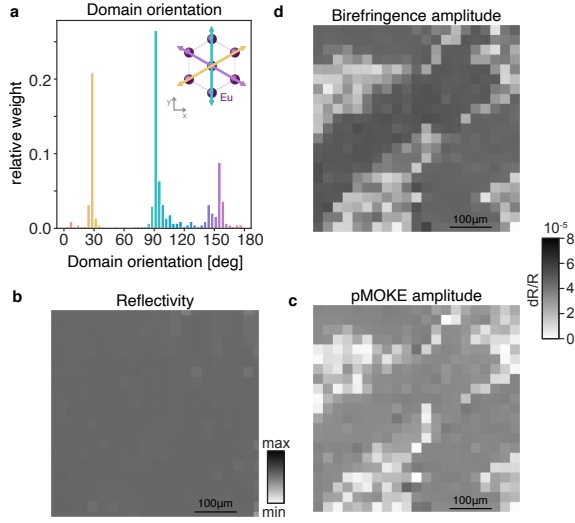 a
Domain orientation
relative weight
0.2
0.1
0.0
0 30 60 90 120 150 180
Domain orientation [deg]
Eu
y
x
b
Reflectivity
100μm
max
min
d
Birefringence amplitude
100μm
c
pMOKE amplitude
100μm
dR/R
8 10⁻⁵
6
4
2
0